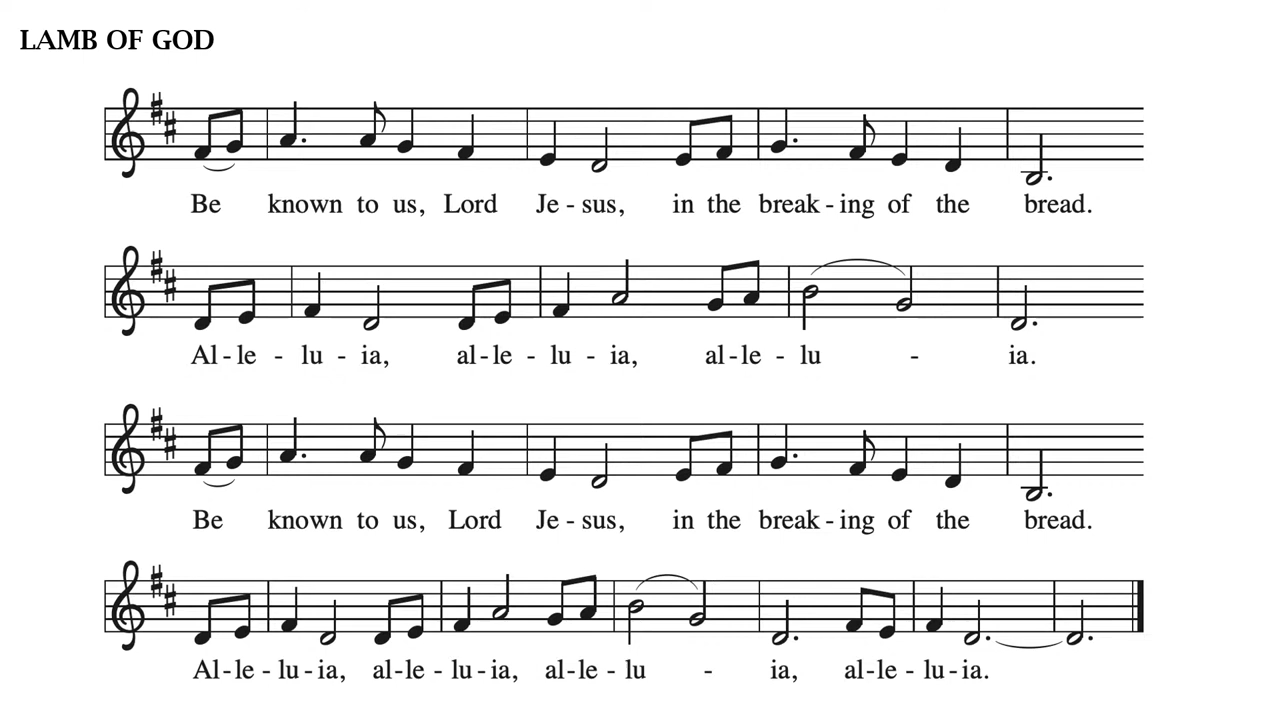 LAMB OF GOD
Be known to us, Lord Je - sus, in the break - ing of the bread.
Al - le - lu - ia, al - le - lu - ia, al - le - lu - ia.
Be known to us, Lord Je - sus, in the break - ing of the bread.
Al - le - lu - ia, al - le - lu - ia, al - le - lu - ia, al - le - lu - ia.